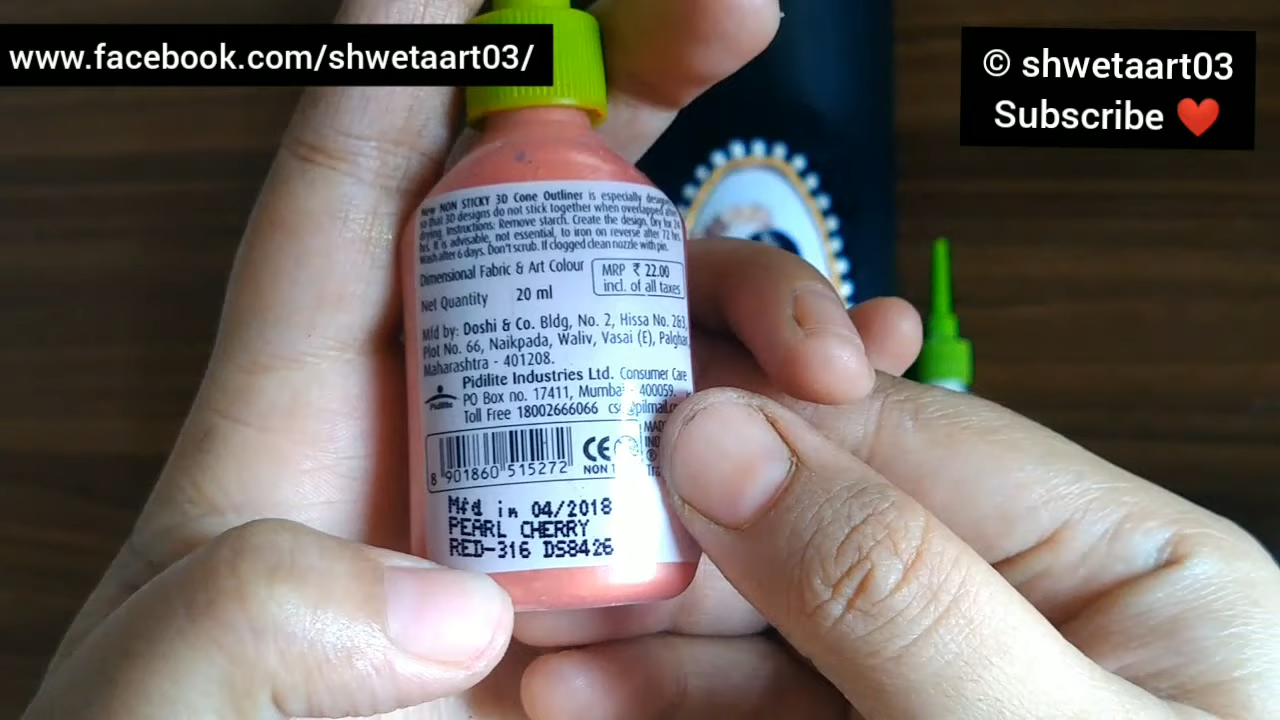 www.facebook.com/shwetaart03/
© shwetaart03
Subscribe ❤️
New NON STICKY 3D Cone Outliner is especially
so that 3D designs do not stick together when overlapped after
drying. Instructions: Remove starch. Create the design. Dry for 24
hrs. It is advisable, not essential, to iron on reverse after 72 hrs.
Wash after 6 days. Don't scrub. If clogged clean nozzle with pin.
Dimensional Fabric & Art Colour
MRP ₹ 22.00
incl. of all taxes
Net Quantity 20 ml
Mfd by: Doshi & Co. Bldg, No. 2, Hissa No. 2&3,
Plot No. 66, Naikpada, Waliv, Vasai (E), Palghar
Maharashtra - 401208.
Pidilite Industries Ltd. Consumer Care
PO Box no. 17411, Mumbai - 400059.
Toll Free 18002666066
Pidilite
8 901860 515272
CE
NON
Mfd in 04/2018
PEARL CHERRY
RED-316 DS8426